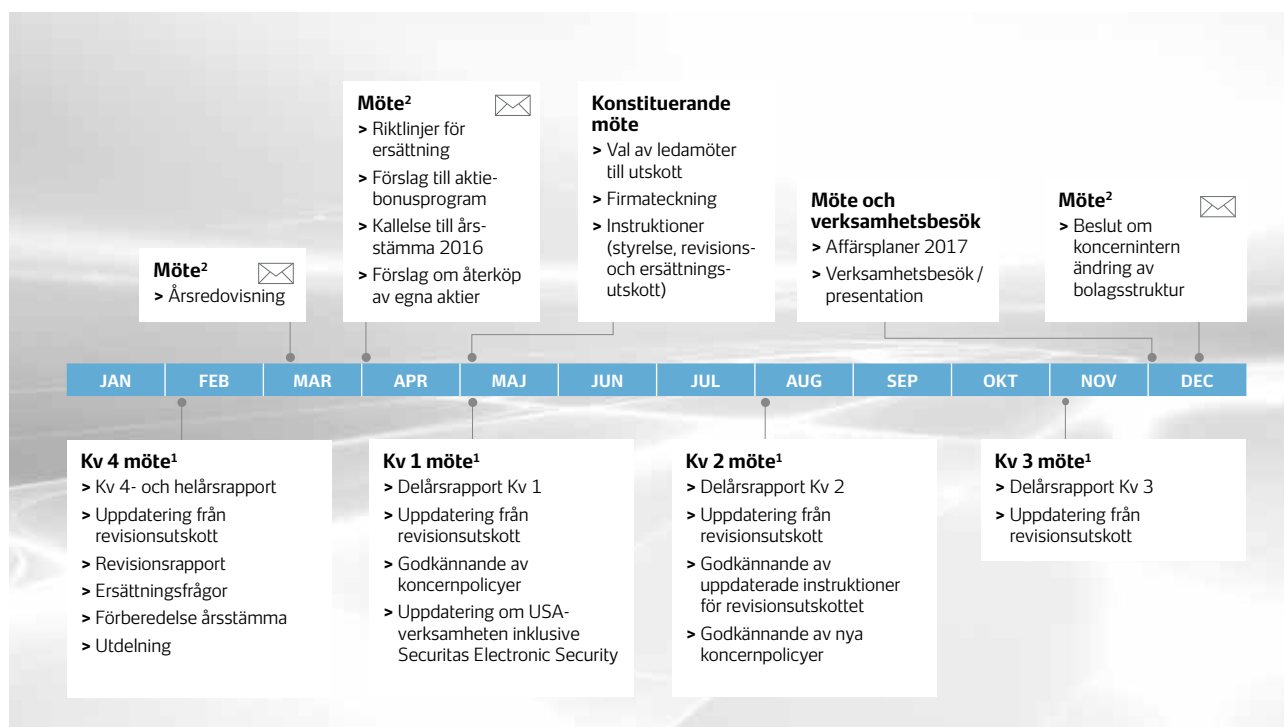 Möte²
> Årsredovisning
Möte²
> Riktlinjer för
ersättning
> Förslag till aktie-
bonusprogram
> Kallelse till års-
stämma 2016
> Förslag om återköp
av egna aktier
Konstituerande
möte
> Val av ledamöter
till utskott
> Firmateckning
> Instruktioner
(styrelse, revisions-
och ersättnings-
utskott)
Möte och
verksamhetsbesök
> Affärsplaner 2017
> Verksamhetsbesök /
presentation
Möte²
> Beslut om
koncernintern
ändring av
bolagsstruktur
JAN FEB MAR APR MAJ JUN JUL AUG SEP OKT NOV DEC
Kv 4 möte¹
> Kv 4- och helårsrapport
> Uppdatering från
revisionsutskott
> Revisionsrapport
> Ersättningsfrågor
> Förberedelse årsstämma
> Utdelning
Kv 1 möte¹
> Delårsrapport Kv 1
> Uppdatering från
revisionsutskott
> Godkännande av
koncernpolicyer
> Uppdatering om USA-
verksamheten inklusive
Securitas Electronic Security
Kv 2 möte¹
> Delårsrapport Kv 2
> Uppdatering från
revisionsutskott
> Godkännande av
uppdaterade instruktioner
för revisionsutskottet
> Godkännande av nya
koncernpolicyer
Kv 3 möte¹
> Delårsrapport Kv 3
> Uppdatering från
revisionsutskott